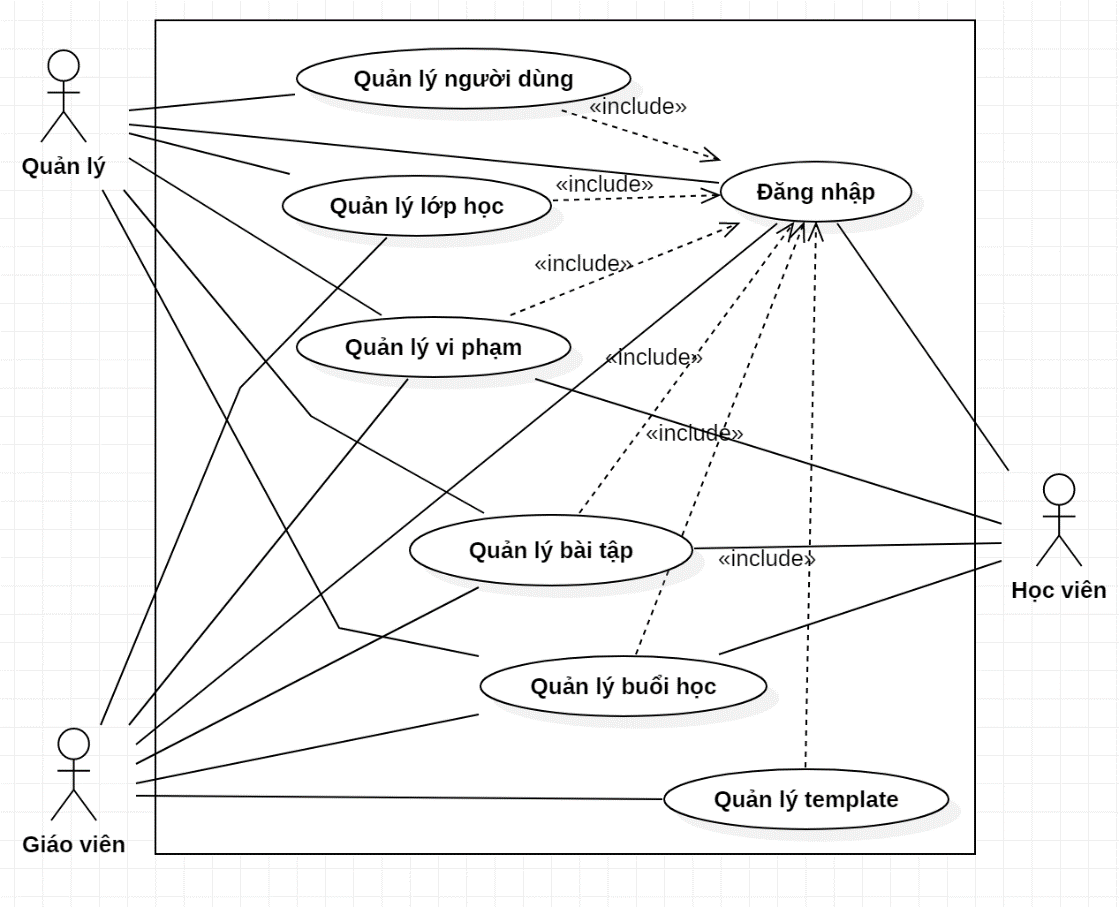 Quản lý người dùng
«include»
Quản lý
«include»
Đăng nhập
Quản lý lớp học
«include»
Quản lý vi phạm
«include»
«include»
Quản lý bài tập
«include»
Học viên
Quản lý buổi học
Quản lý template
Giáo viên